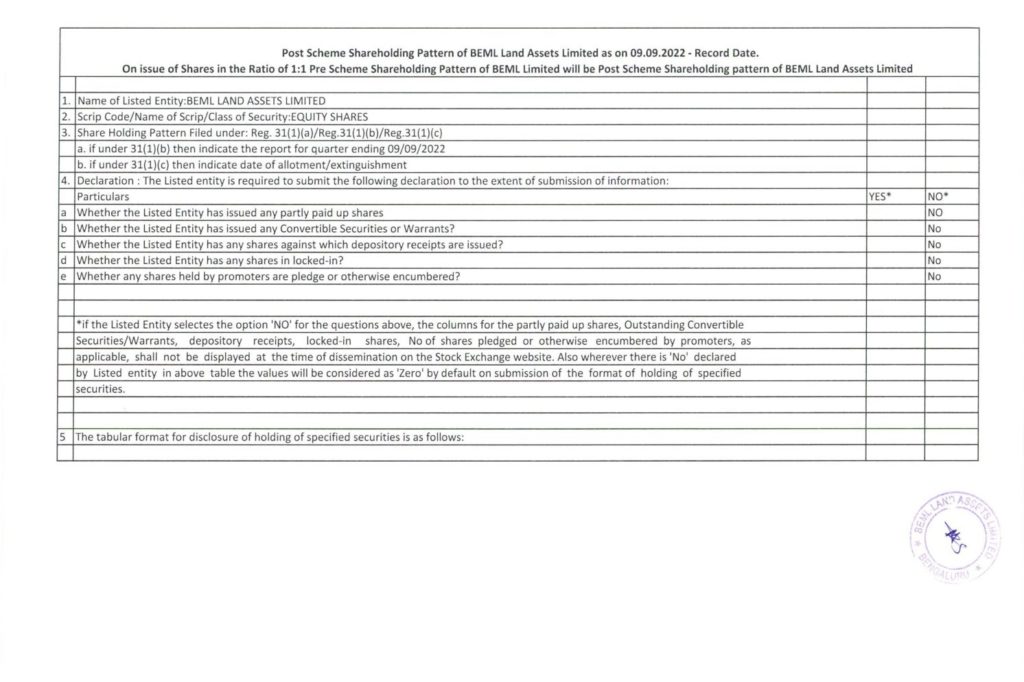 Post Scheme Shareholding Pattern of BEML Land Assets Limited as on 09.09.2022 - Record Date.
On issue of Shares in the Ratio of 1:1 Pre Scheme Shareholding Pattern of BEML Limited will be Post Scheme Shareholding pattern of BEML Land Assets Limited
1. Name of Listed Entity:BEML LAND ASSETS LIMITED
2. Scrip Code/Name of Scrip/Class of Security:EQUITY SHARES
3. Share Holding Pattern Filed under: Reg. 31(1)(a)/Reg.31(1)(b)/Reg.31(1)(c)
a. if under 31(1)(b) then indicate the report for quarter ending 09/09/2022
b. if under 31(1)(c) then indicate date of allotment/extinguishment
4. Declaration : The Listed entity is required to submit the following declaration to the extent of submission of information:
Particulars YES* NO*
a Whether the Listed Entity has issued any partly paid up shares NO
b Whether the Listed Entity has issued any Convertible Securities or Warrants? No
c Whether the Listed Entity has any shares against which depository receipts are issued? No
d Whether the Listed Entity has any shares in locked-in? No
e Whether any shares held by promoters are pledge or otherwise encumbered? No
*if the Listed Entity selectes the option 'NO' for the questions above, the columns for the partly paid up shares, Outstanding Convertible
Securities/Warrants, depository receipts, locked-in shares, No of shares pledged or otherwise encumbered by promoters, as
applicable, shall not be displayed at the time of dissemination on the Stock Exchange website. Also wherever there is 'No' declared
by Listed entity in above table the values will be considered as 'Zero' by default on submission of the format of holding of specified
securities.
5 The tabular format for disclosure of holding of specified securities is as follows:
BEML LAND ASSETS LIMITED
BENGALURU